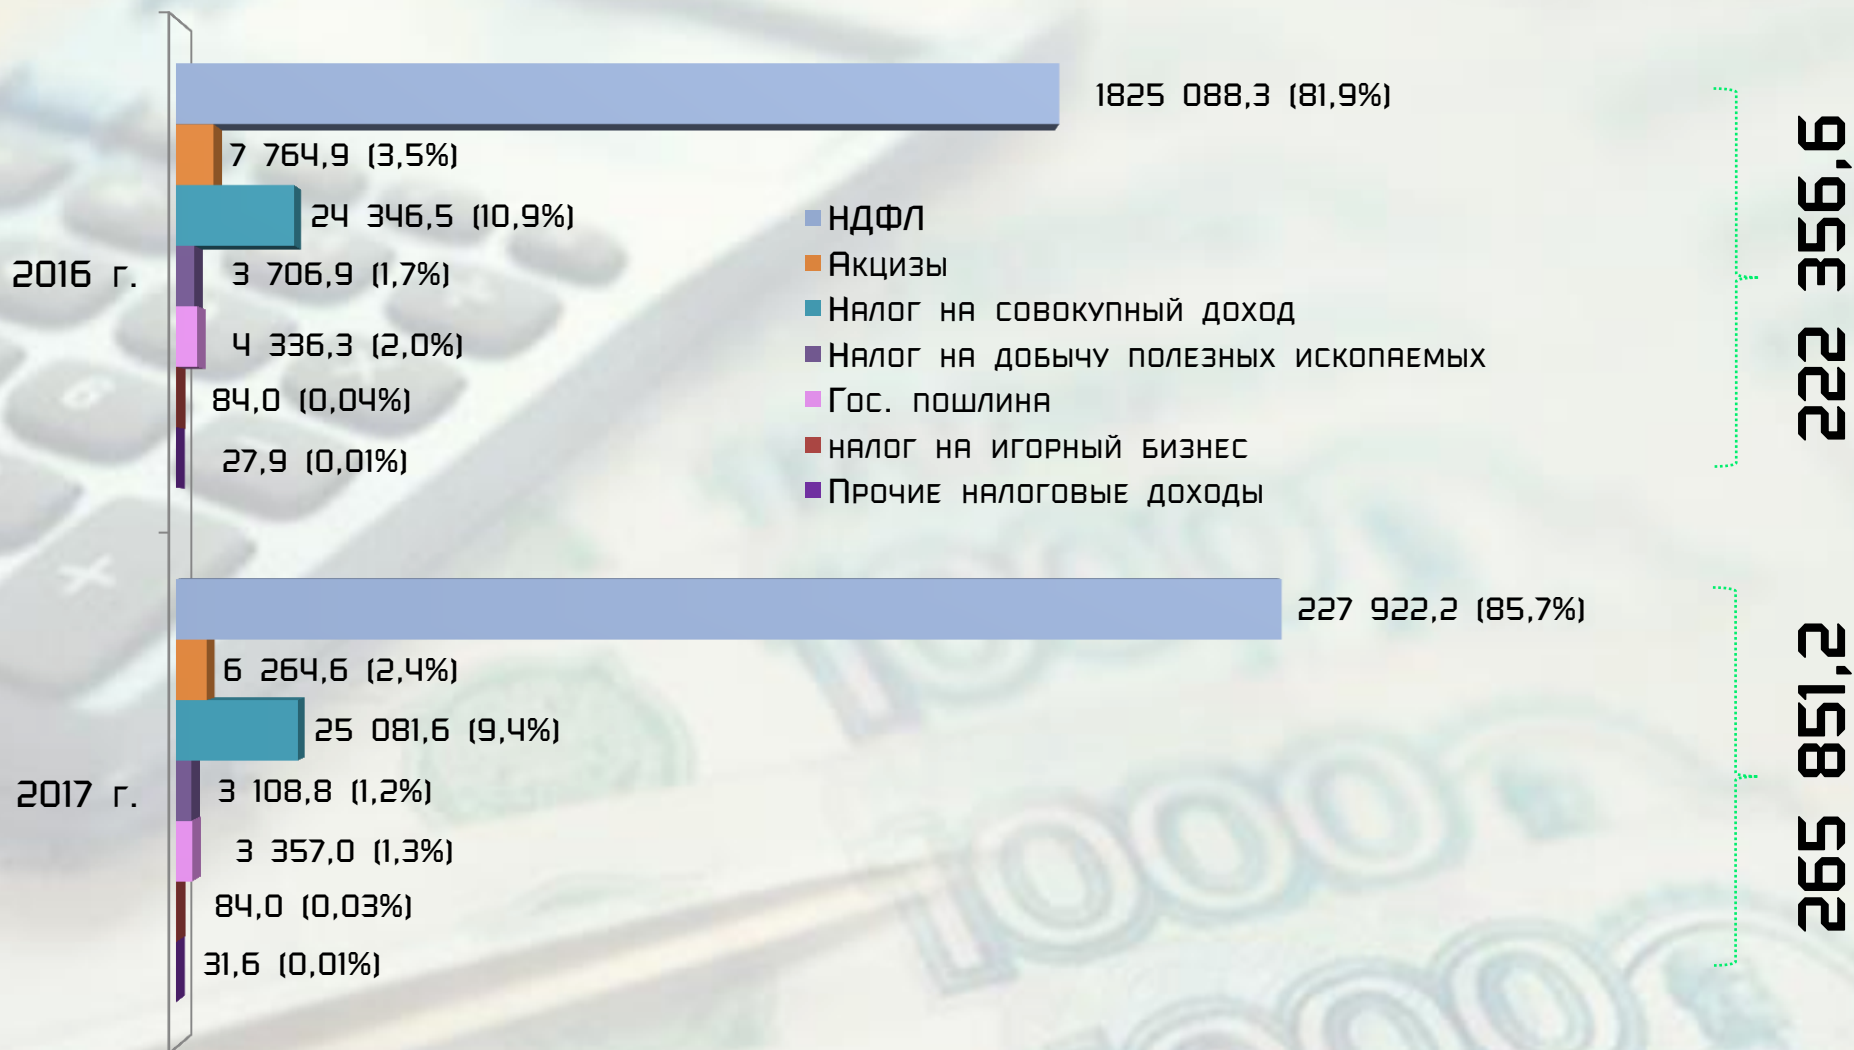 1825 088,3 (81,9%)
7 764,9 (3,5%)
24 346,5 (10,9%)
2016 г.
3 706,9 (1,7%)
4 336,3 (2,0%)
84,0 (0,04%)
27,9 (0,01%)
222 356,6
НДФЛ
Акцизы
Налог на совокупный доход
Налог на добычу полезных ископаемых
Гос. пошлина
налог на игорный бизнес
Прочие налоговые доходы
227 922,2 (85,7%)
6 264,6 (2,4%)
25 081,6 (9,4%)
2017 г.
3 108,8 (1,2%)
3 357,0 (1,3%)
84,0 (0,03%)
31,6 (0,01%)
265 851,2
1000
1000